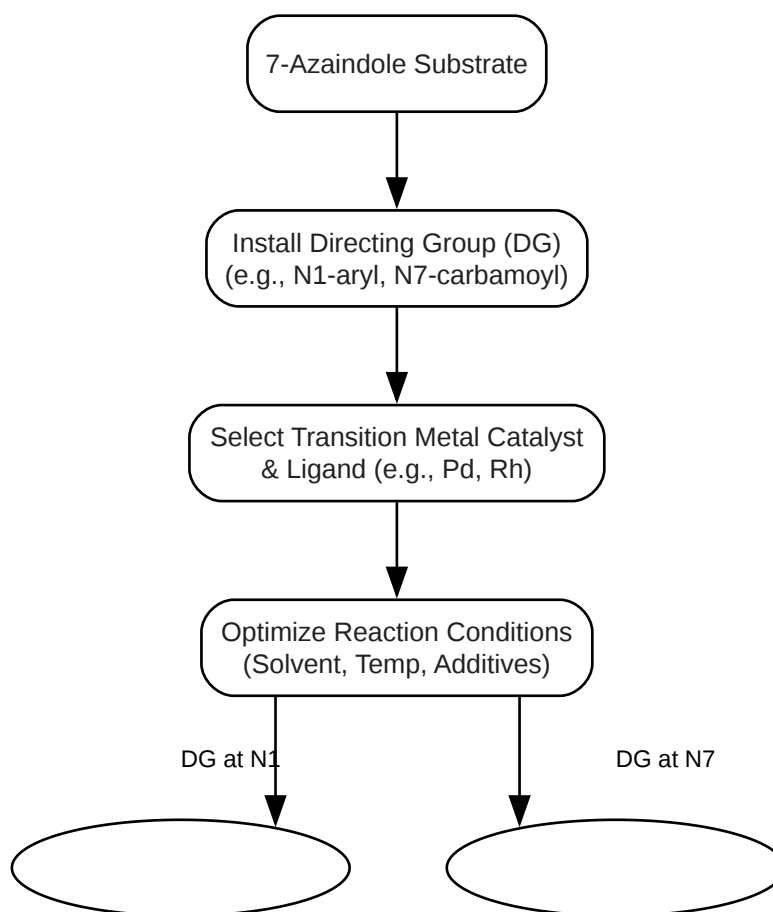 7-Azaindole Substrate
Install Directing Group (DG)
(e.g., N1-aryl, N7-carbamoyl)
Select Transition Metal Catalyst
& Ligand (e.g., Pd, Rh)
Optimize Reaction Conditions
(Solvent, Temp, Additives)
DG at N1
DG at N7